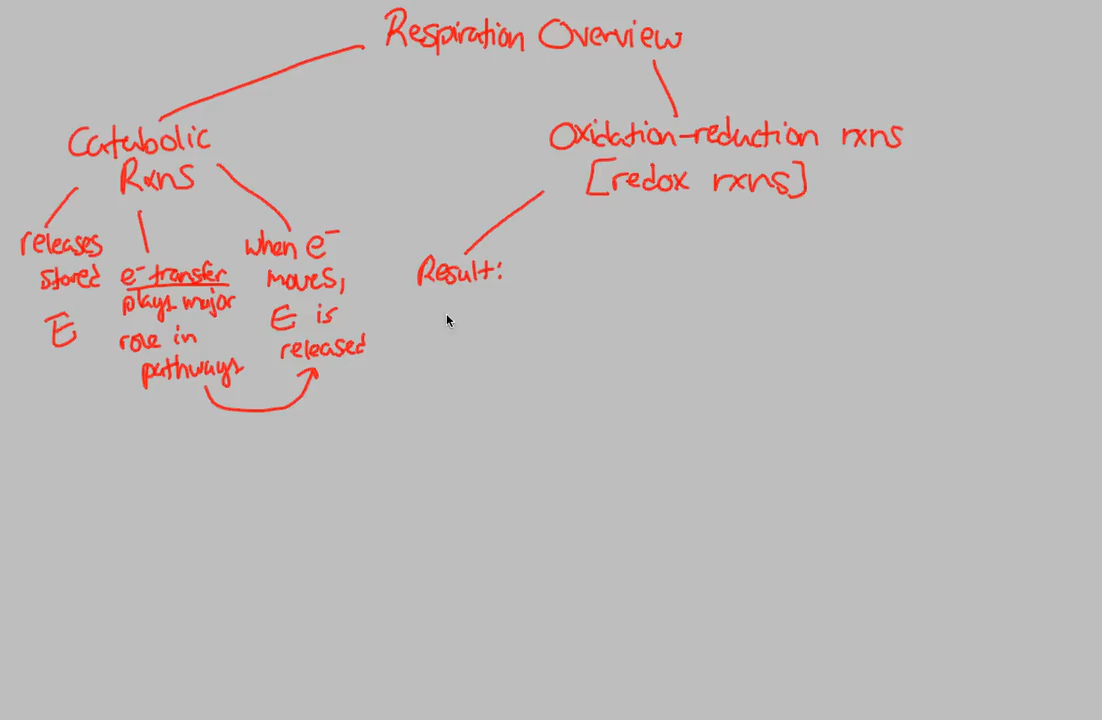 Respiration Overview
Catabolic
Rxns
releases
stored
E
e⁻ transfer
plays major
role in
pathways
when e⁻
moves,
E is
released
Oxidation-reduction rxns
[redox rxns]
Result: